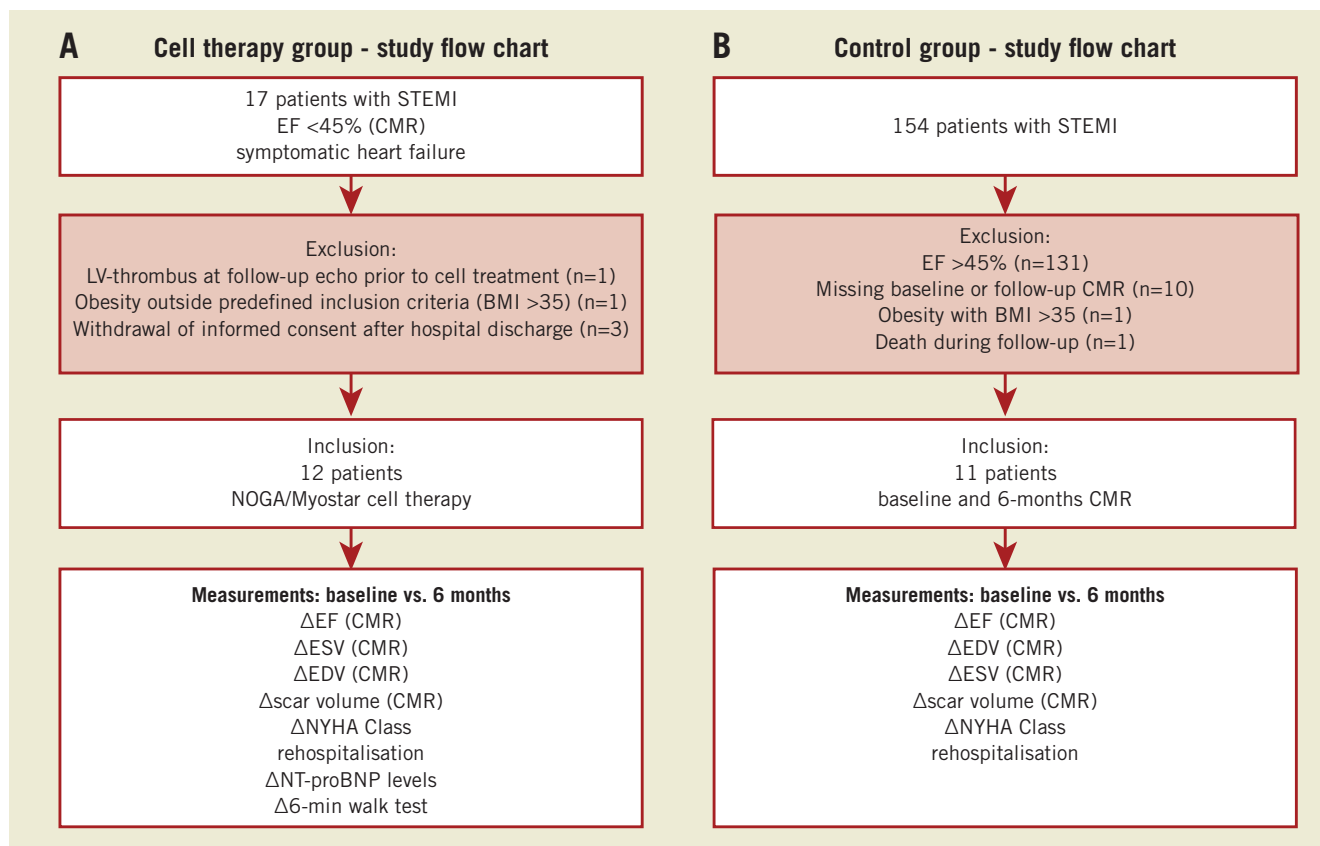 A Cell therapy group - study flow chart
17 patients with STEMI
EF <45% (CMR)
symptomatic heart failure
Exclusion:
LV-thrombus at follow-up echo prior to cell treatment (n=1)
Obesity outside predefined inclusion criteria (BMI >35) (n=1)
Withdrawal of informed consent after hospital discharge (n=3)
Inclusion:
12 patients
NOGA/Myostar cell therapy
Measurements: baseline vs. 6 months
ΔEF (CMR)
ΔESV (CMR)
ΔEDV (CMR)
Δscar volume (CMR)
ΔNYHA Class
rehospitalisation
ΔNT-proBNP levels
Δ6-min walk test
B Control group - study flow chart
154 patients with STEMI
Exclusion:
EF >45% (n=131)
Missing baseline or follow-up CMR (n=10)
Obesity with BMI >35 (n=1)
Death during follow-up (n=1)
Inclusion:
11 patients
baseline and 6-months CMR
Measurements: baseline vs. 6 months
ΔEF (CMR)
ΔEDV (CMR)
ΔESV (CMR)
Δscar volume (CMR)
ΔNYHA Class
rehospitalisation